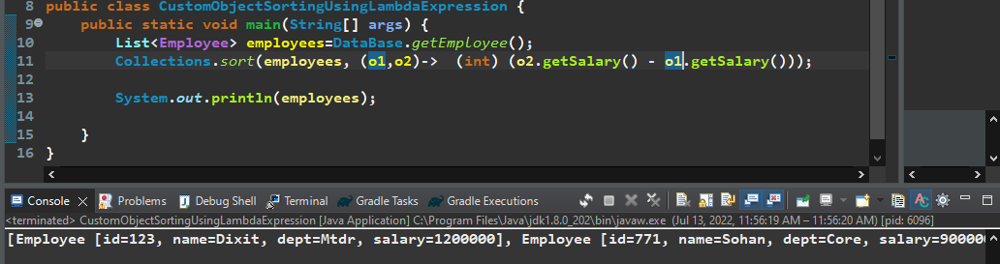 8 public class CustomObjectSortingUsingLambdaExpression {
9 public static void main(String[] args) {
10 List<Employee> employees=DataBase.getEmployee();
11 Collections.sort(employees, (o1,o2)-> (int) (o2.getSalary() - o1.getSalary()));
12
13 System.out.println(employees);
14
15 }
16 }
Console Problems Debug Shell Terminal Gradle Tasks Gradle Executions
<terminated> CustomObjectSortingUsingLambdaExpression [Java Application] C:\Program Files\Java\jdk1.8.0_202\bin\javaw.exe (Jul 13, 2022, 11:56:19 AM – 11:56:20 AM) [pid: 6096]
[Employee [id=123, name=Dixit, dept=Mtdr, salary=1200000], Employee [id=771, name=Sohan, dept=Core, salary=90000